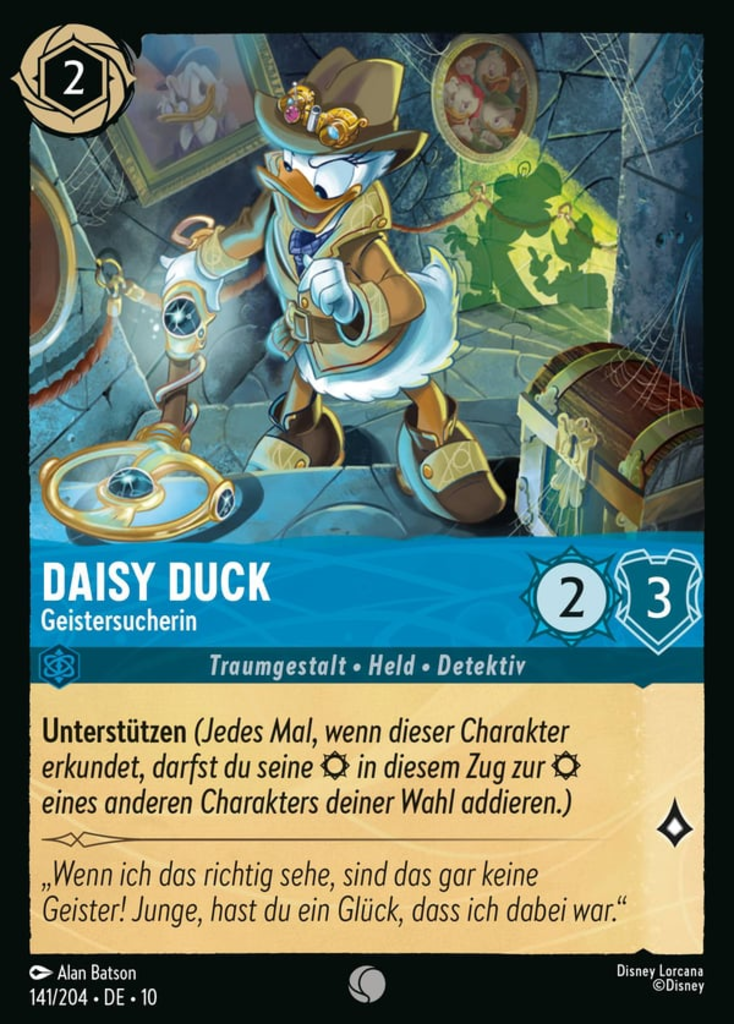 2
DAISY DUCK
Geistersucherin
2
3
Traumgestalt • Held • Detektiv
Unterstützen (Jedes Mal, wenn dieser Charakter
erkundet, darfst du seine in diesem Zug zur
eines anderen Charakters deiner Wahl addieren.)
„Wenn ich das richtig sehe, sind das gar keine
Geister! Junge, hast du ein Glück, dass ich dabei war.“
Alan Batson
141/204 • DE • 10
Disney Lorcana
©Disney